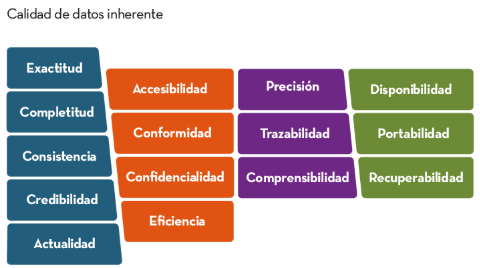 Calidad de datos inherente
Exactitud
Completitud
Consistencia
Credibilidad
Actualidad
Accesibilidad
Conformidad
Confidencialidad
Eficiencia
Precisión
Trazabilidad
Comprensibilidad
Disponibilidad
Portabilidad
Recuperabilidad